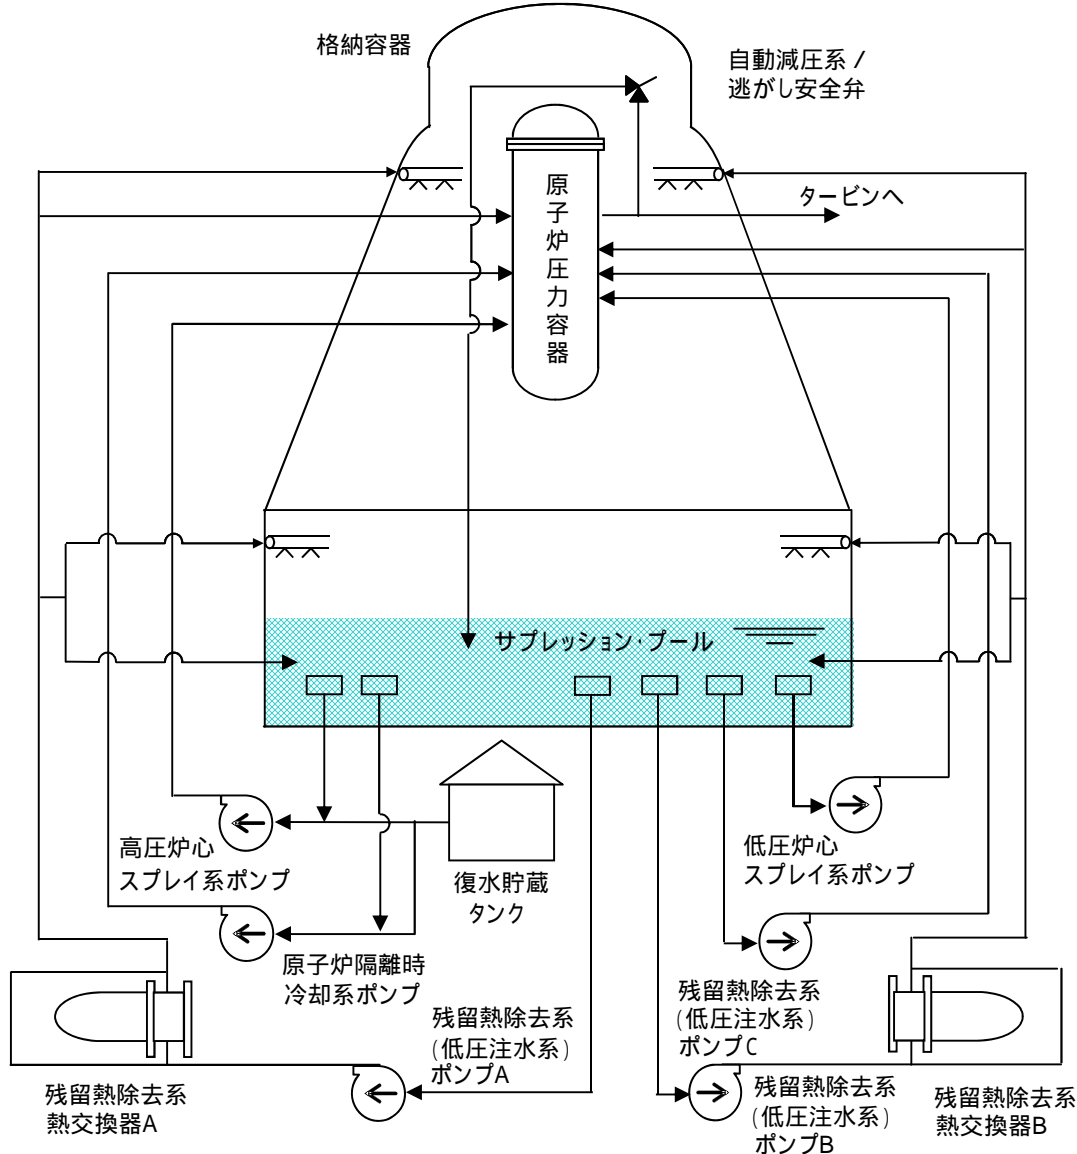 格納容器
自動減圧系 /
逃がし安全弁
タービンへ
原
子
炉
圧
力
容
器
サプレッション・プール
高圧炉心
スプレイ系ポンプ
低圧炉心
スプレイ系ポンプ
復水貯蔵
タンク
原子炉隔離時
冷却系ポンプ
残留熱除去系
(低圧注水系)
ポンプA
残留熱除去系
(低圧注水系)
ポンプC
残留熱除去系
熱交換器A
残留熱除去系
(低圧注水系)
ポンプB
残留熱除去系
熱交換器B